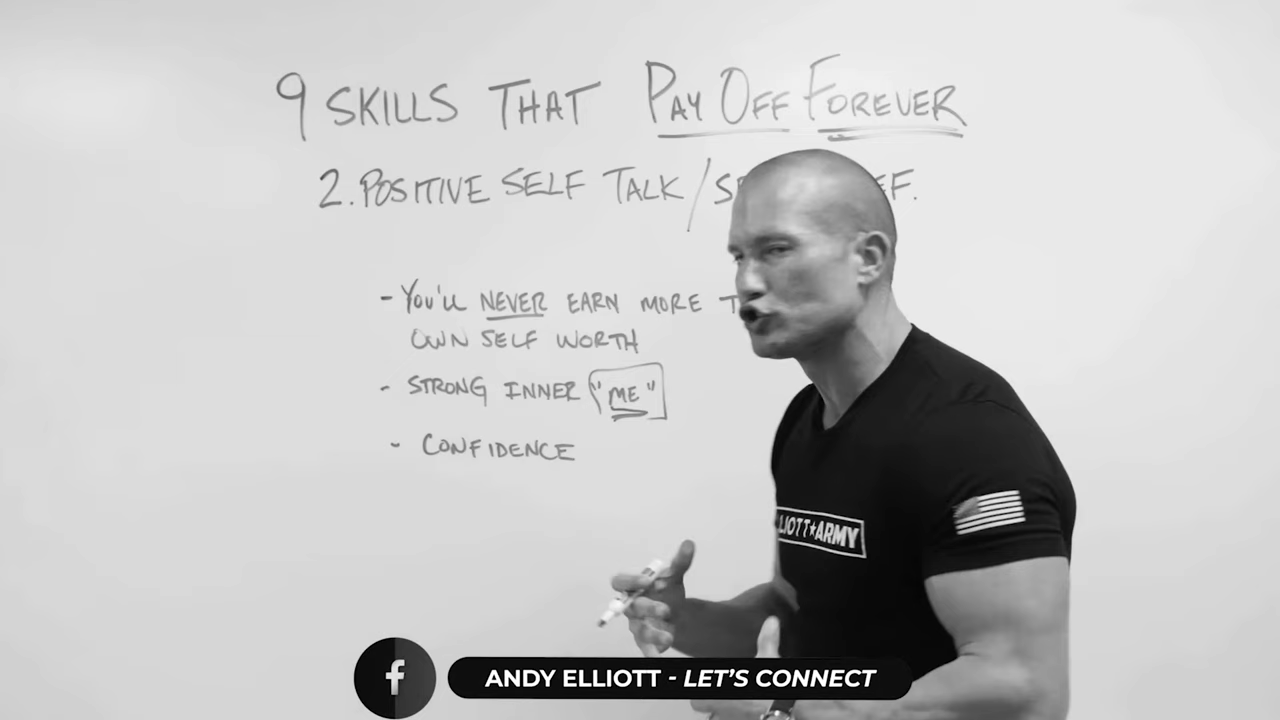 9 SKILLS THAT PAY OFF FOREVER
2. POSITIVE SELF TALK /
- YOU'LL NEVER EARN MORE
OWN SELF WORTH
- STRONG INNER "ME"
- CONFIDENCE
LIOTT★ARMY
f
ANDY ELLIOTT - LET'S CONNECT